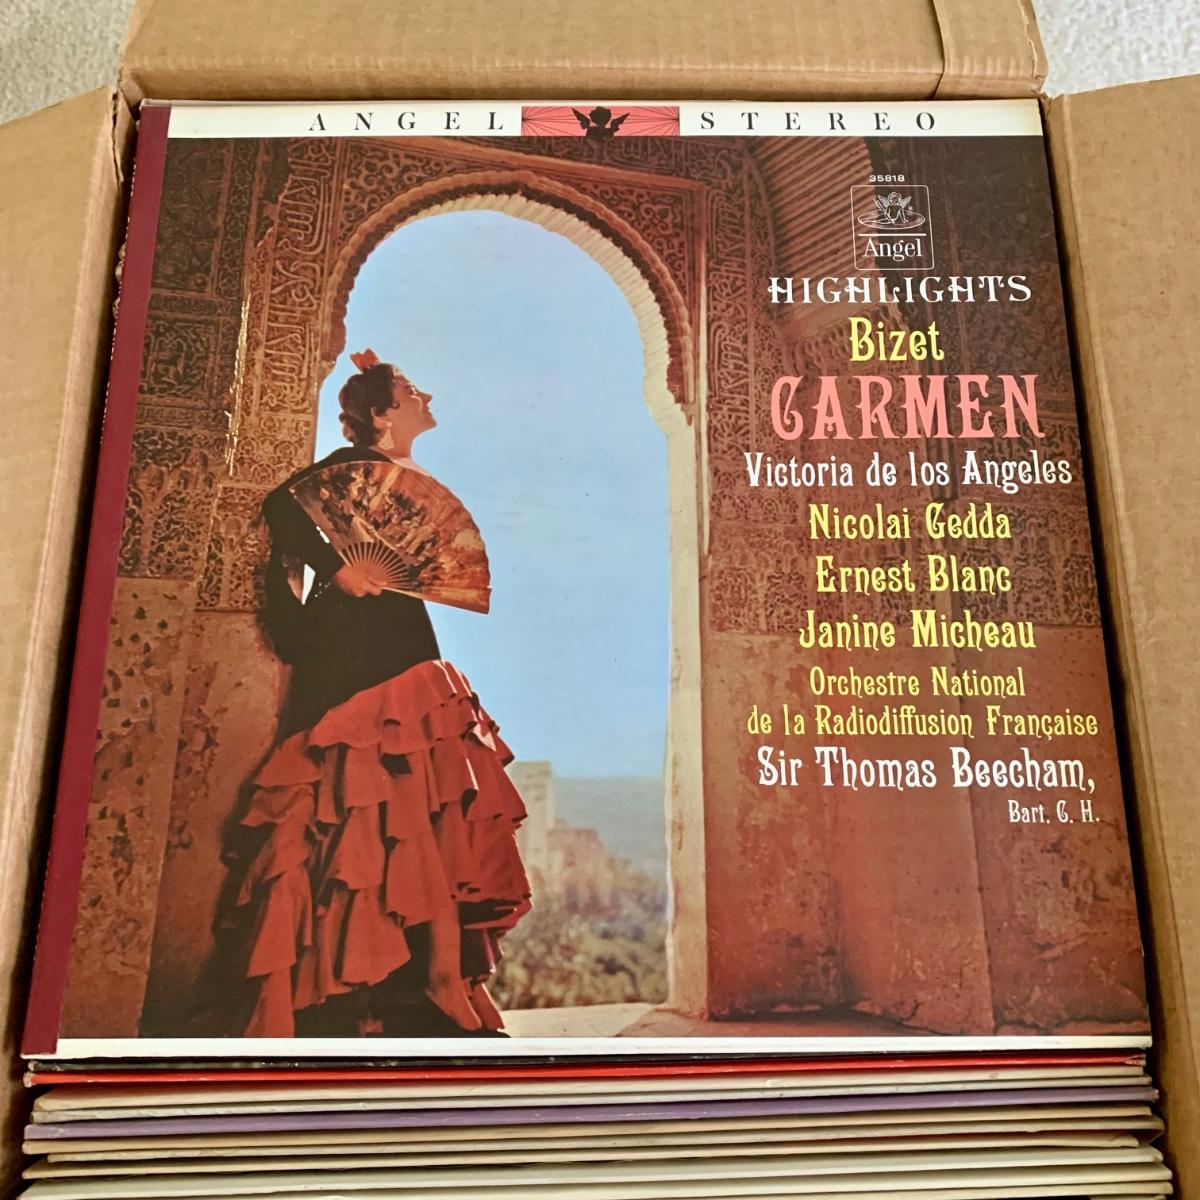 ANGEL STEREO
35818
Angel
HIGHLIGHTS
Bizet
CARMEN
Victoria de los Angeles
Nicolai Gedda
Ernest Blanc
Janine Micheau
Orchestre National
de la Radiodiffusion Française
Sir Thomas Beecham,
Bart. C. H.